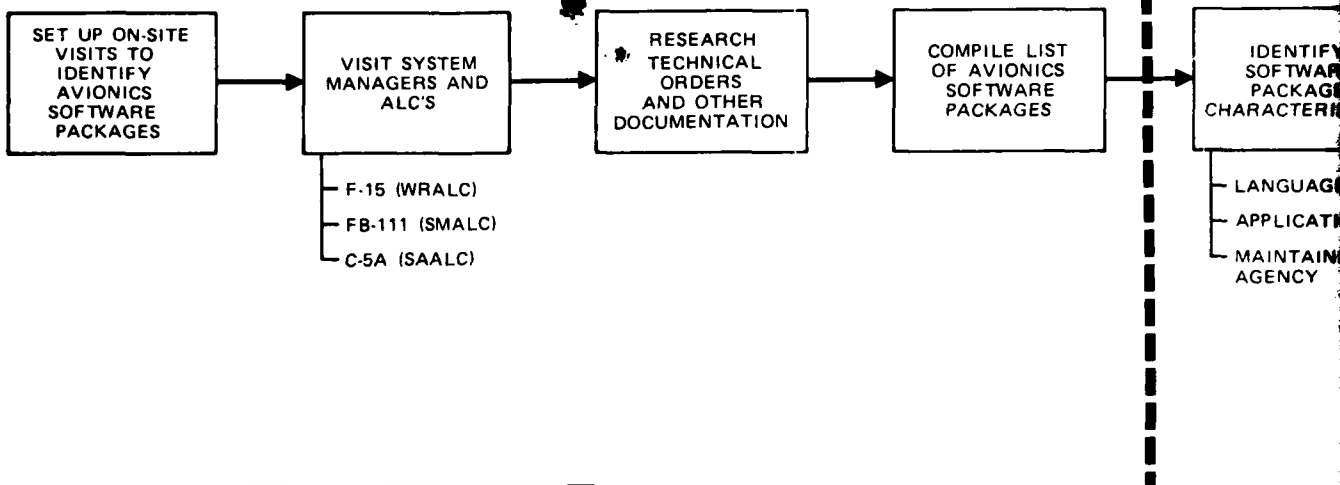 SET UP ON-SITE
VISITS TO
IDENTIFY
AVIONICS
SOFTWARE
PACKAGES
VISIT SYSTEM
MANAGERS AND
ALC'S
F-15 (WRALC)
FB-111 (SMALC)
C-5A (SAALC)
RESEARCH
TECHNICAL
ORDERS
AND OTHER
DOCUMENTATION
COMPILE LIST
OF AVIONICS
SOFTWARE
PACKAGES
IDENTIFY
AGENCY